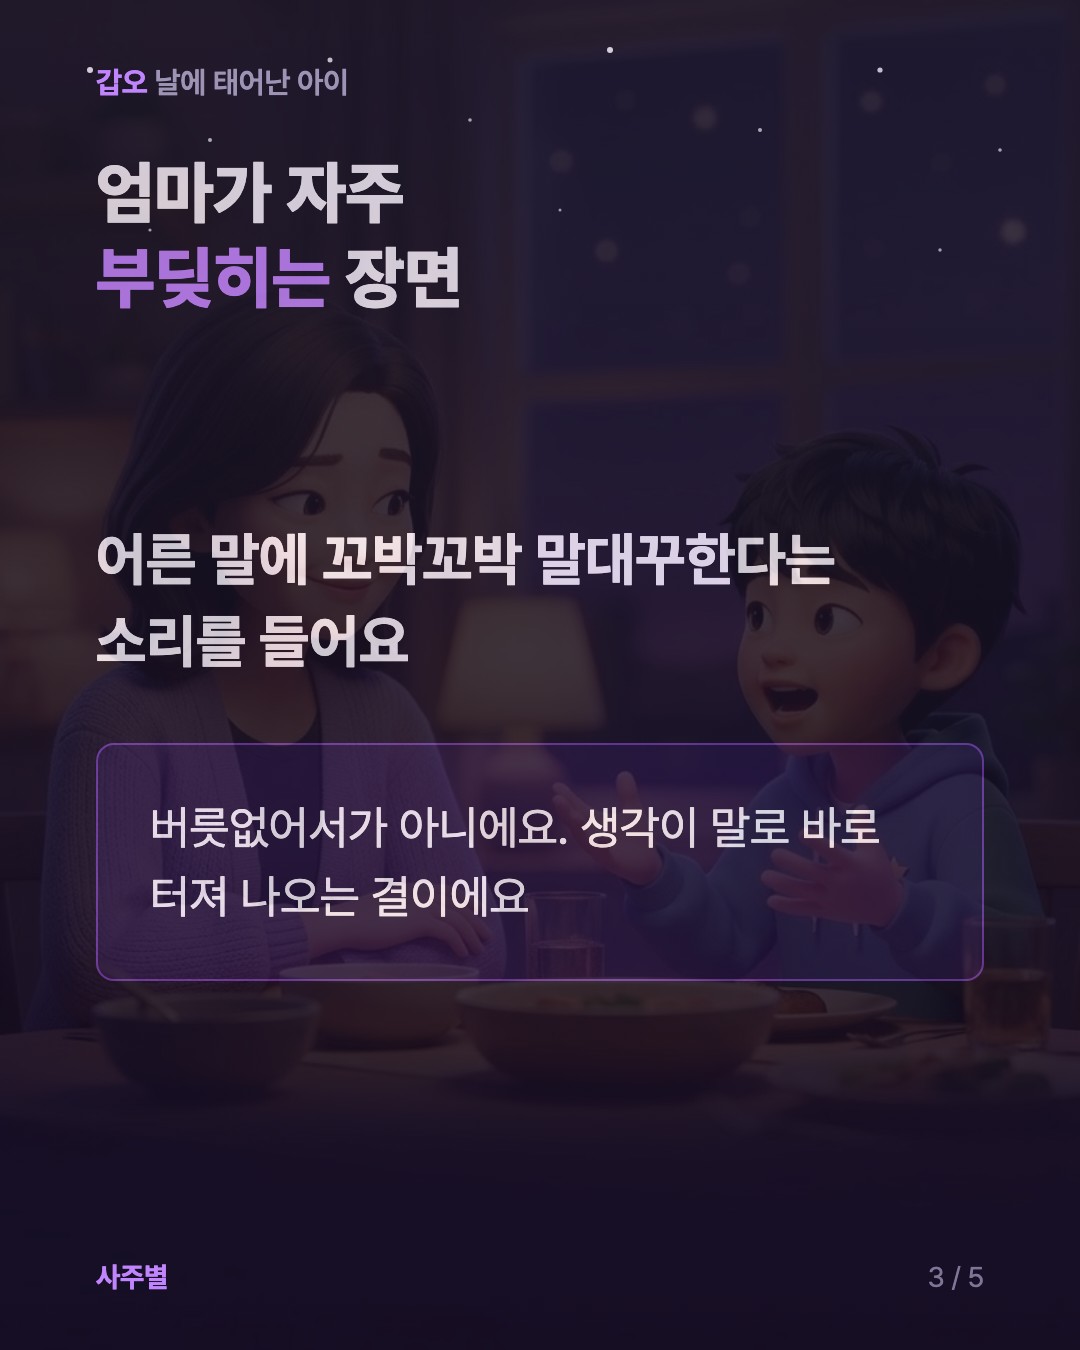 갑오 날에 태어난 아이
엄마가 자주
부딪히는 장면
어른 말에 꼬박꼬박 말대꾸한다는
소리를 들어요
버릇없어서가 아니에요. 생각이 말로 바로
터져 나오는 결이에요
사주별
3 / 5